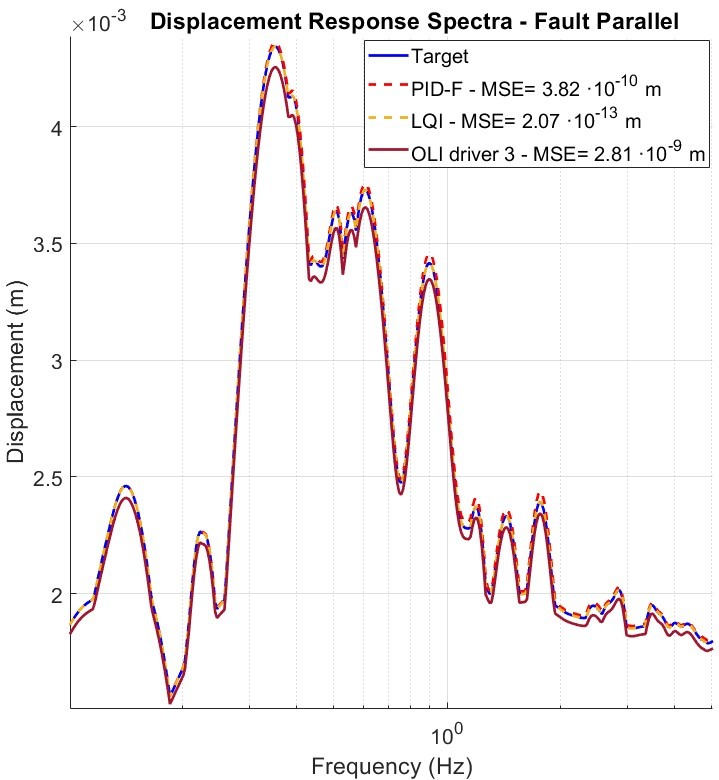 ×10⁻³
Displacement Response Spectra - Fault Parallel
Target
PID-F - MSE= 3.82 ·10⁻¹⁰ m
LQI - MSE= 2.07 ·10⁻¹³ m
OLI driver 3 - MSE= 2.81 ·10⁻⁹ m
4
3.5
3
2.5
2
Displacement (m)
10⁰
Frequency (Hz)